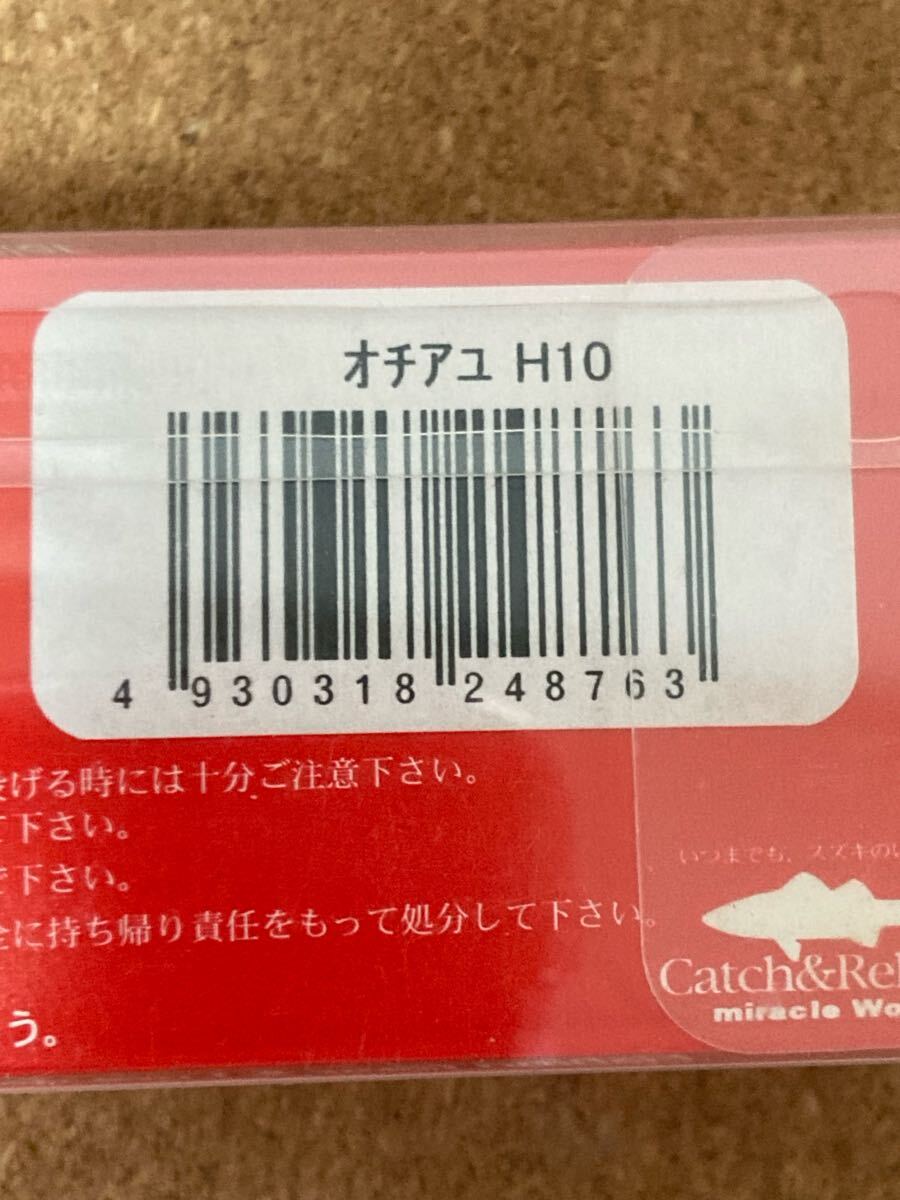 オチアユ H10
4 930318 248763
げる時には十分ご注意下さい。
て下さい。
で下さい。
全に持ち帰り責任をもって処分して下さい。
う。
いつまでも、スズキのい
Catch&Rel
miracle Wo